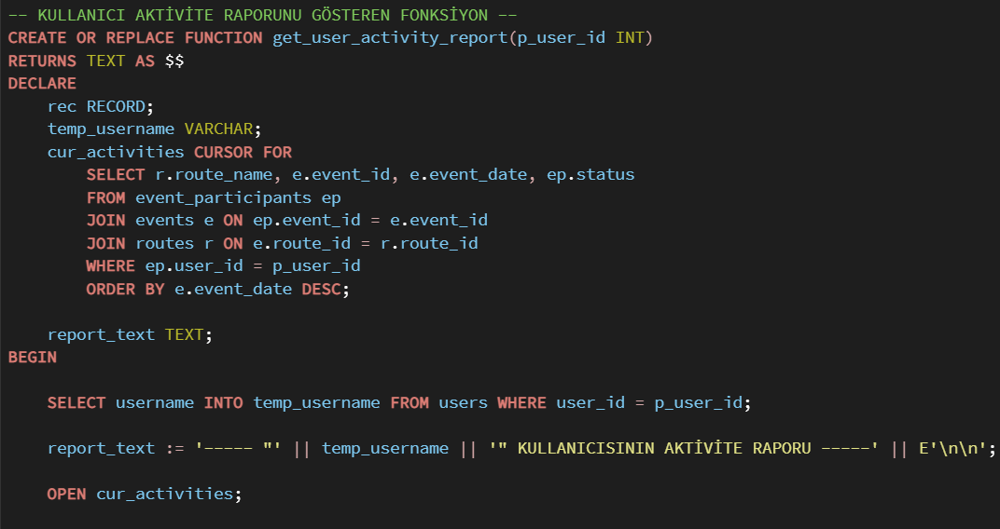 -- KULLANICI AKTİVİTE RAPORUNU GÖSTEREN FONKSİYON --
CREATE OR REPLACE FUNCTION get_user_activity_report(p_user_id INT)
RETURNS TEXT AS $$
DECLARE
    rec RECORD;
    temp_username VARCHAR;
    cur_activities CURSOR FOR
        SELECT r.route_name, e.event_id, e.event_date, ep.status
        FROM event_participants ep
        JOIN events e ON ep.event_id = e.event_id
        JOIN routes r ON e.route_id = r.route_id
        WHERE ep.user_id = p_user_id
        ORDER BY e.event_date DESC;

    report_text TEXT;
BEGIN

    SELECT username INTO temp_username FROM users WHERE user_id = p_user_id;

    report_text := '----- "' || temp_username || '" KULLANICISININ AKTİVİTE RAPORU -----' || E'\n\n';

    OPEN cur_activities;